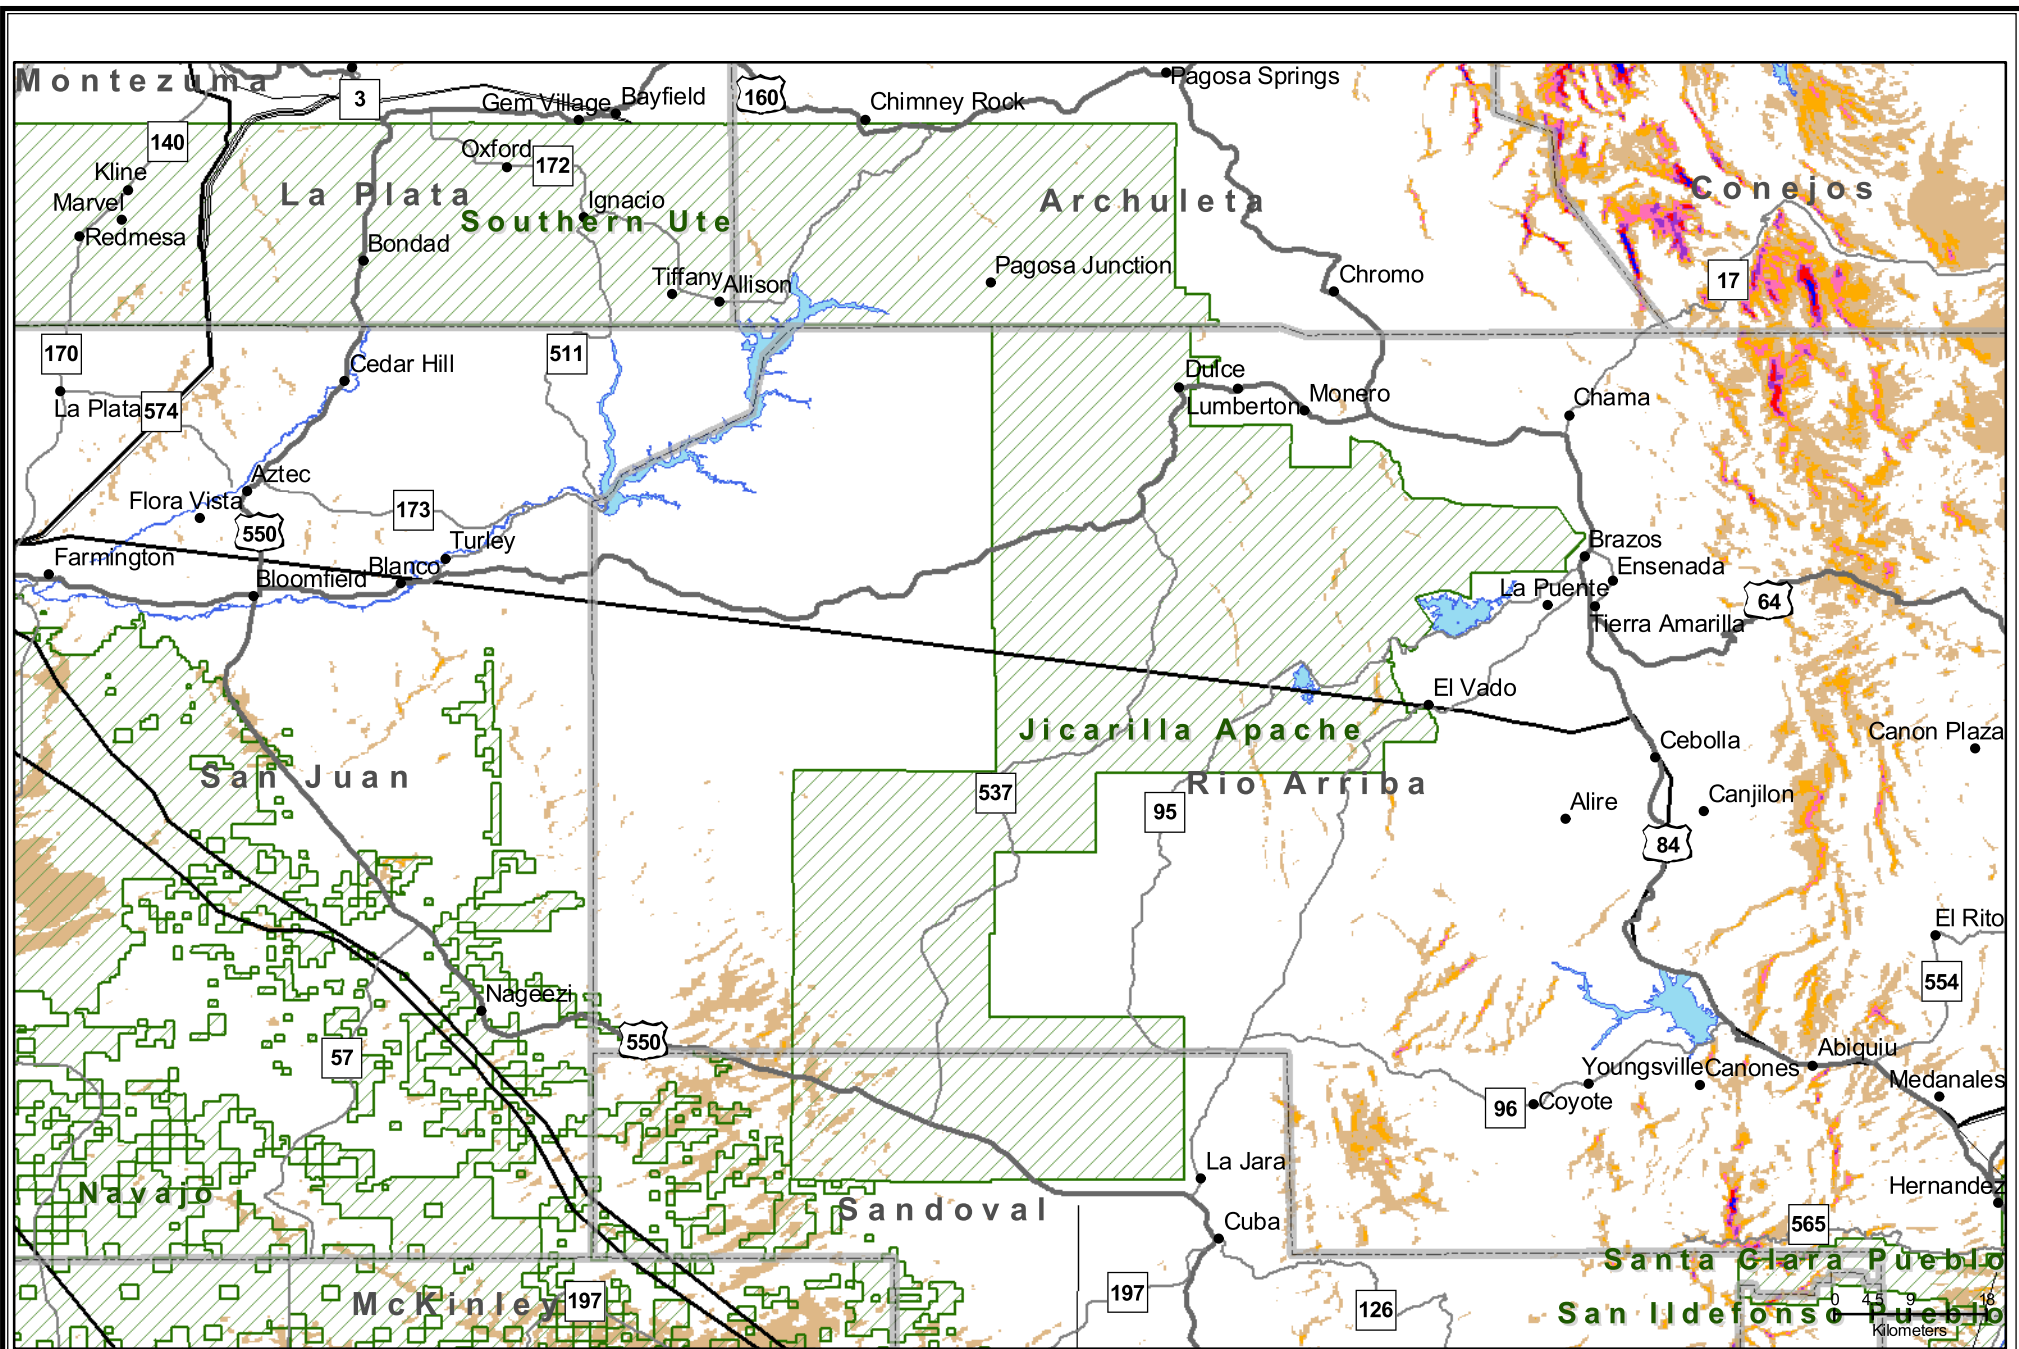 Montezuma
3
Gem Village
Bayfield
160
Chimney Rock
Pagosa Springs
140
Oxford
172
Kline
La Plata
Marvel
Ignacio
Southern Ute
Archuleta
Conejos
Redmesa
Bondad
Tiffany
Allison
Pagosa Junction
Chromo
17
170
511
Cedar Hill
Dulce
La Plata
574
Lumberton
Monero
Chama
Aztec
Flora Vista
173
550
Turley
Brazos
Farmington
Blanco
Bloomfield
Ensenada
La Puente
64
Tierra Amarilla
El Vado
Jicarilla Apache
Cebolla
Canon Plaza
San Juan
Rio Arriba
537
95
Alire
Canjilon
84
El Rito
554
Nageezi
550
57
Abiquiu
Youngsville
Canones
Medanales
96
Coyote
La Jara
Navajo
Hernandez
Sandoval
Cuba
565
Santa Clara Pueblo
McKinley
197
197
126
San Ildefonso Pueblo
0 4.5 9 18
Kilometers